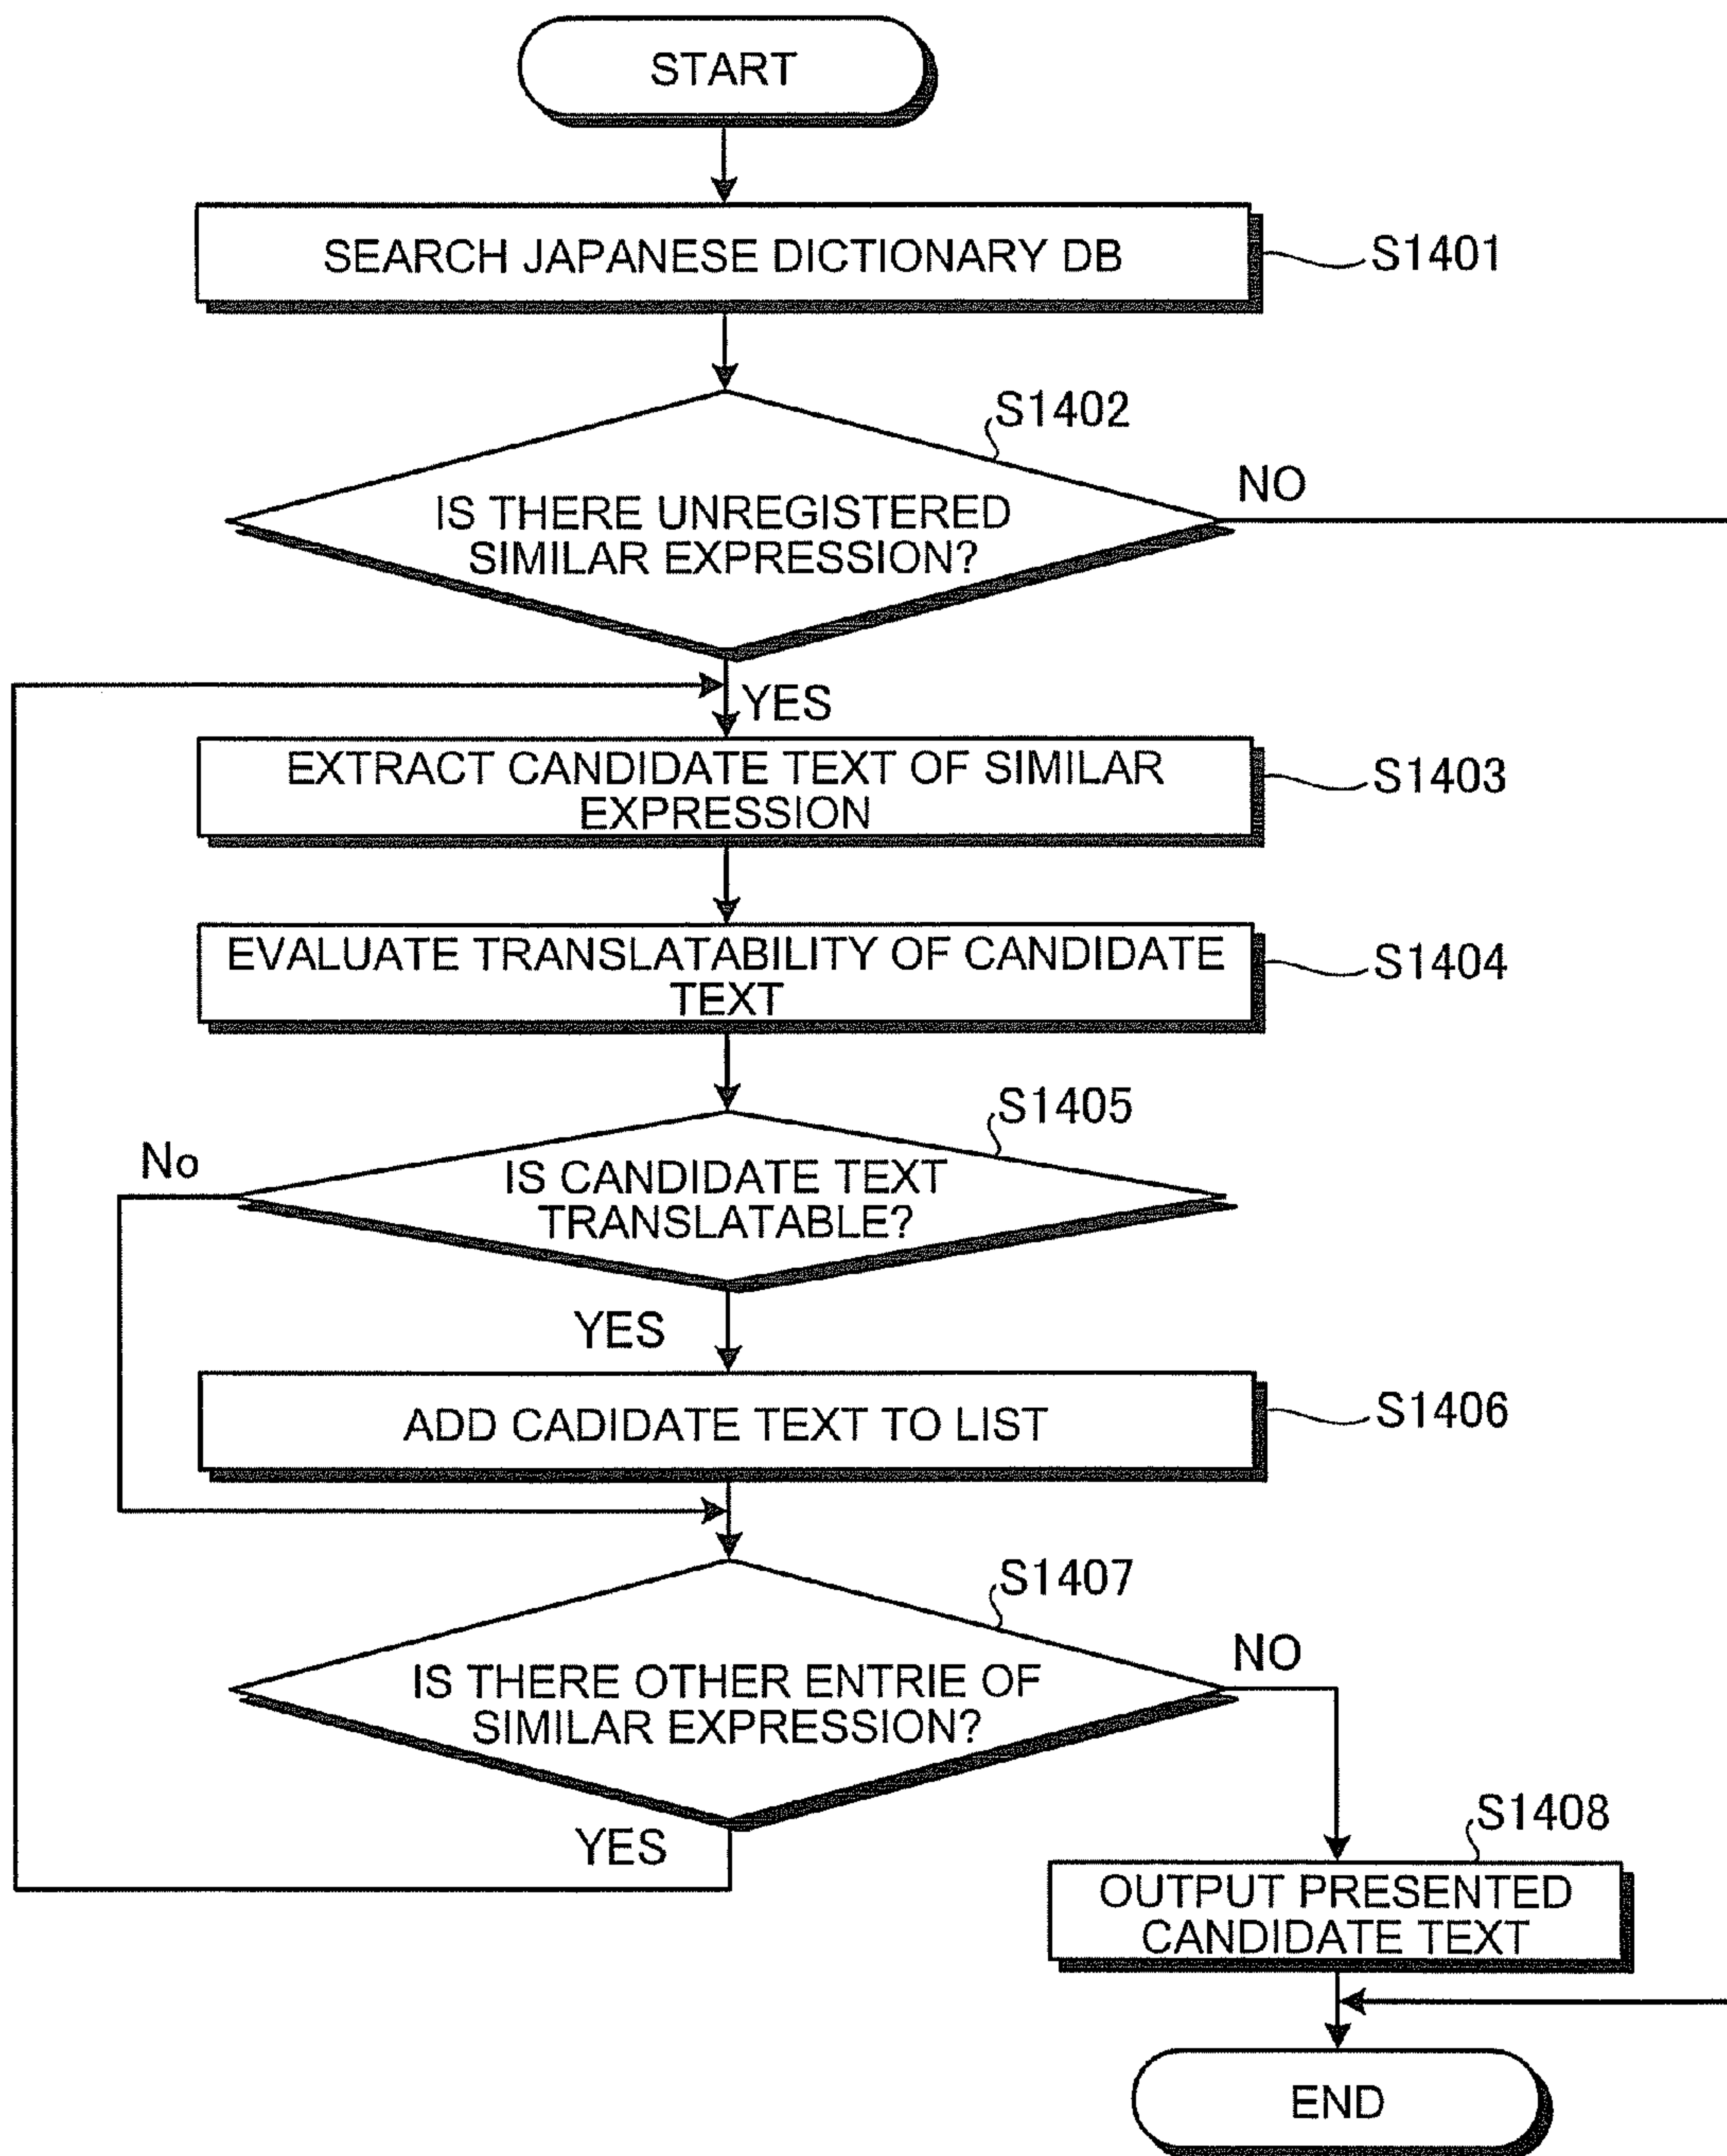 START
SEARCH JAPANESE DICTIONARY DB
S1401
S1402
IS THERE UNREGISTERED
SIMILAR EXPRESSION?
NO
YES
EXTRACT CANDIDATE TEXT OF SIMILAR
EXPRESSION
S1403
EVALUATE TRANSLATABILITY OF CANDIDATE
TEXT
S1404
S1405
No
IS CANDIDATE TEXT
TRANSLATABLE?
YES
ADD CADIDATE TEXT TO LIST
S1406
S1407
IS THERE OTHER ENTRIE OF
SIMILAR EXPRESSION?
NO
YES
S1408
OUTPUT PRESENTED
CANDIDATE TEXT
END